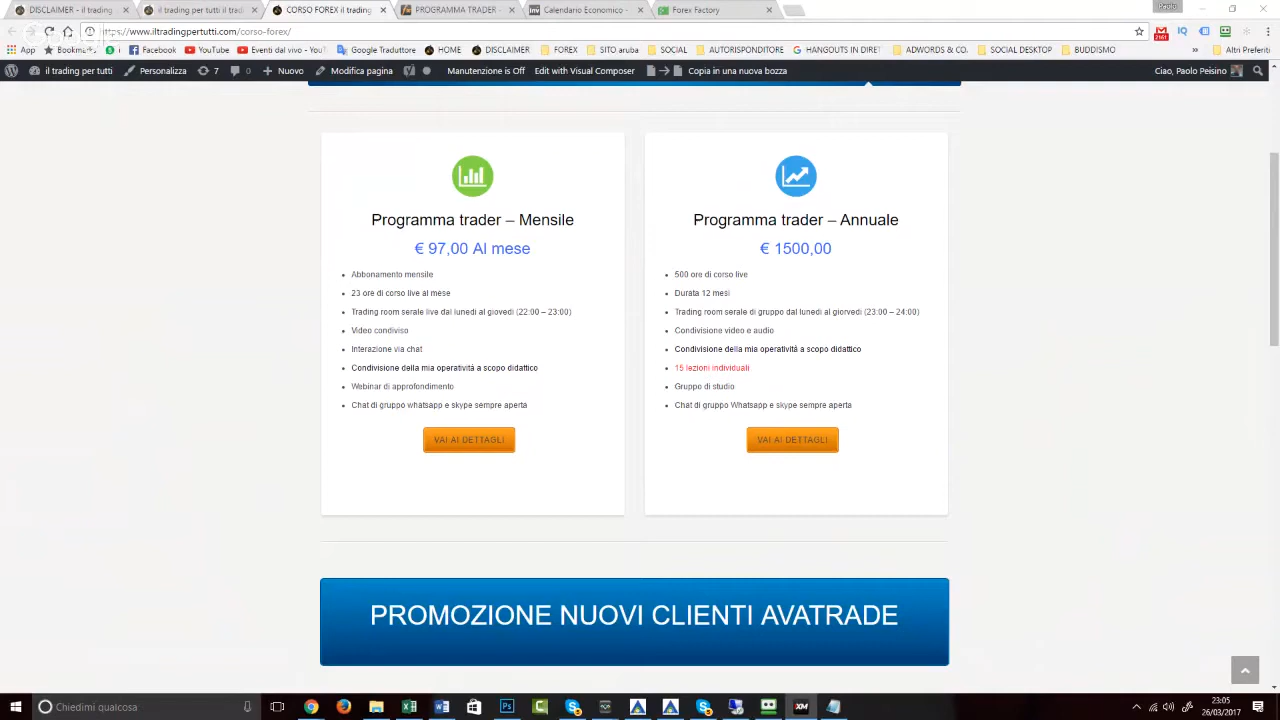 DISCLAIMER - il trading
il trading per tutti il tradi
CORSO FOREX il trading
PROGRAMMA TRADER -
Calendario Economico -
Forex Factory
Paolo
https://www.iltradingpertutti.com/corso-forex/
App
Bookmark
Facebook
YouTube
Eventi dal vivo - YouT
Google Traduttore
HOME
DISCLAIMER
FOREX
SITO aruba
SOCIAL
AUTORISPONDITORE
HANGOUTS IN DIRET
ADWORDS & CO.
SOCIAL DESKTOP
BUDDISMO
»
Altri Preferiti
il trading per tutti
Personalizza
7
0
Nuovo
Modifica pagina
Manutenzione is Off
Edit with Visual Composer
Copia in una nuova bozza
Ciao, Paolo Peisino
Programma trader – Mensile
€ 97,00 Al mese
Abbonamento mensile
23 ore di corso live al mese
Trading room serale live dal lunedì al giovedì (22:00 – 23:00)
Video condiviso
Interazione via chat
Condivisione della mia operatività a scopo didattico
Webinar di approfondimento
Chat di gruppo whatsapp e skype sempre aperta
VAI AI DETTAGLI
Programma trader – Annuale
€ 1500,00
500 ore di corso live
Durata 12 mesi
Trading room serale di gruppo dal lunedì al giorvedì (23:00 – 24:00)
Condivisione video e audio
Condivisione della mia operatività a scopo didattico
15 lezioni individuali
Gruppo di studio
Chat di gruppo Whatsapp e skype sempre aperta
VAI AI DETTAGLI
PROMOZIONE NUOVI CLIENTI AVATRADE
Chiedimi qualcosa
XM
23:05
26/03/2017